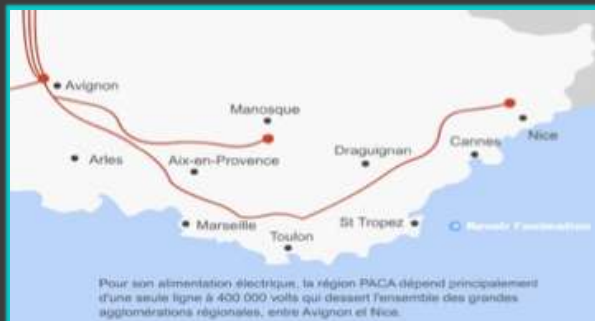 Avignon
Manosque
Nice
Cannes
Draguignan
Arles
Aix-en-Provence
Marseille
St Tropez
Toulon
© Revoir l'animation
Pour son alimentation électrique, la région PACA dépend principalement
d'une seule ligne à 400 000 volts qui dessert l'ensemble des grandes
agglomérations régionales, entre Avignon et Nice.